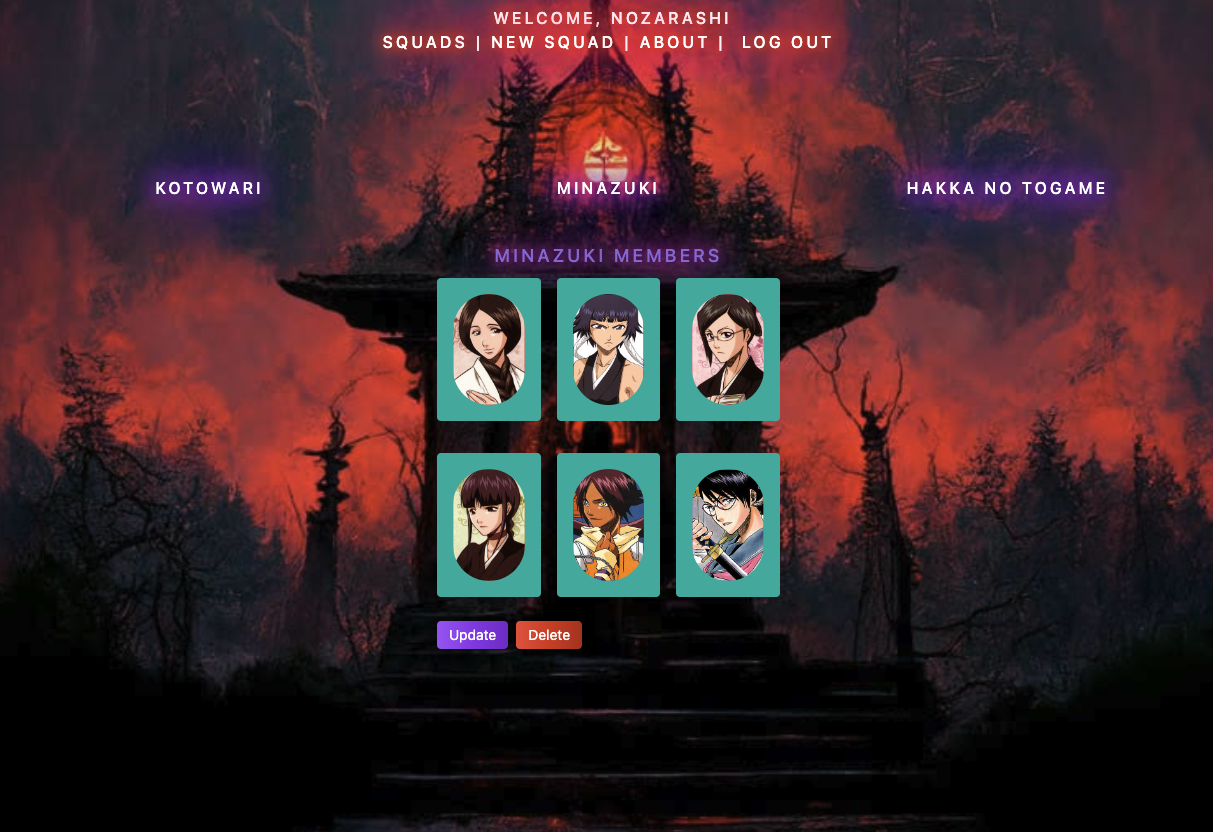 WELCOME, NOZARASHI
SQUADS | NEW SQUAD | ABOUT | LOG OUT
KOTOWARI
MINAZUKI
HAKKA NO TOGAME
MINAZUKI MEMBERS
Update
Delete